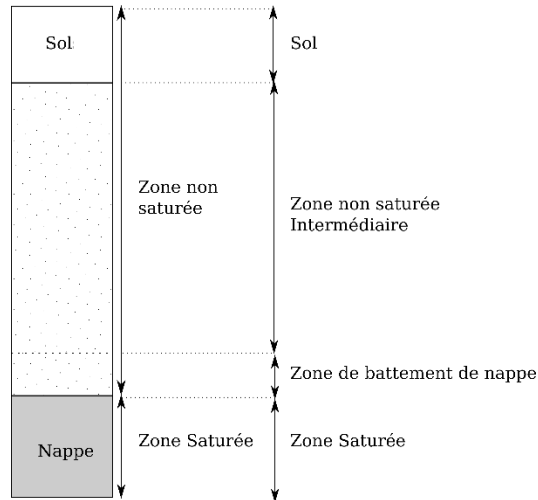 Sol
Sol
Zone non
saturée
Zone non saturée
Intermédiaire
Zone de battement de nappe
Nappe
Zone Saturée
Zone Saturée